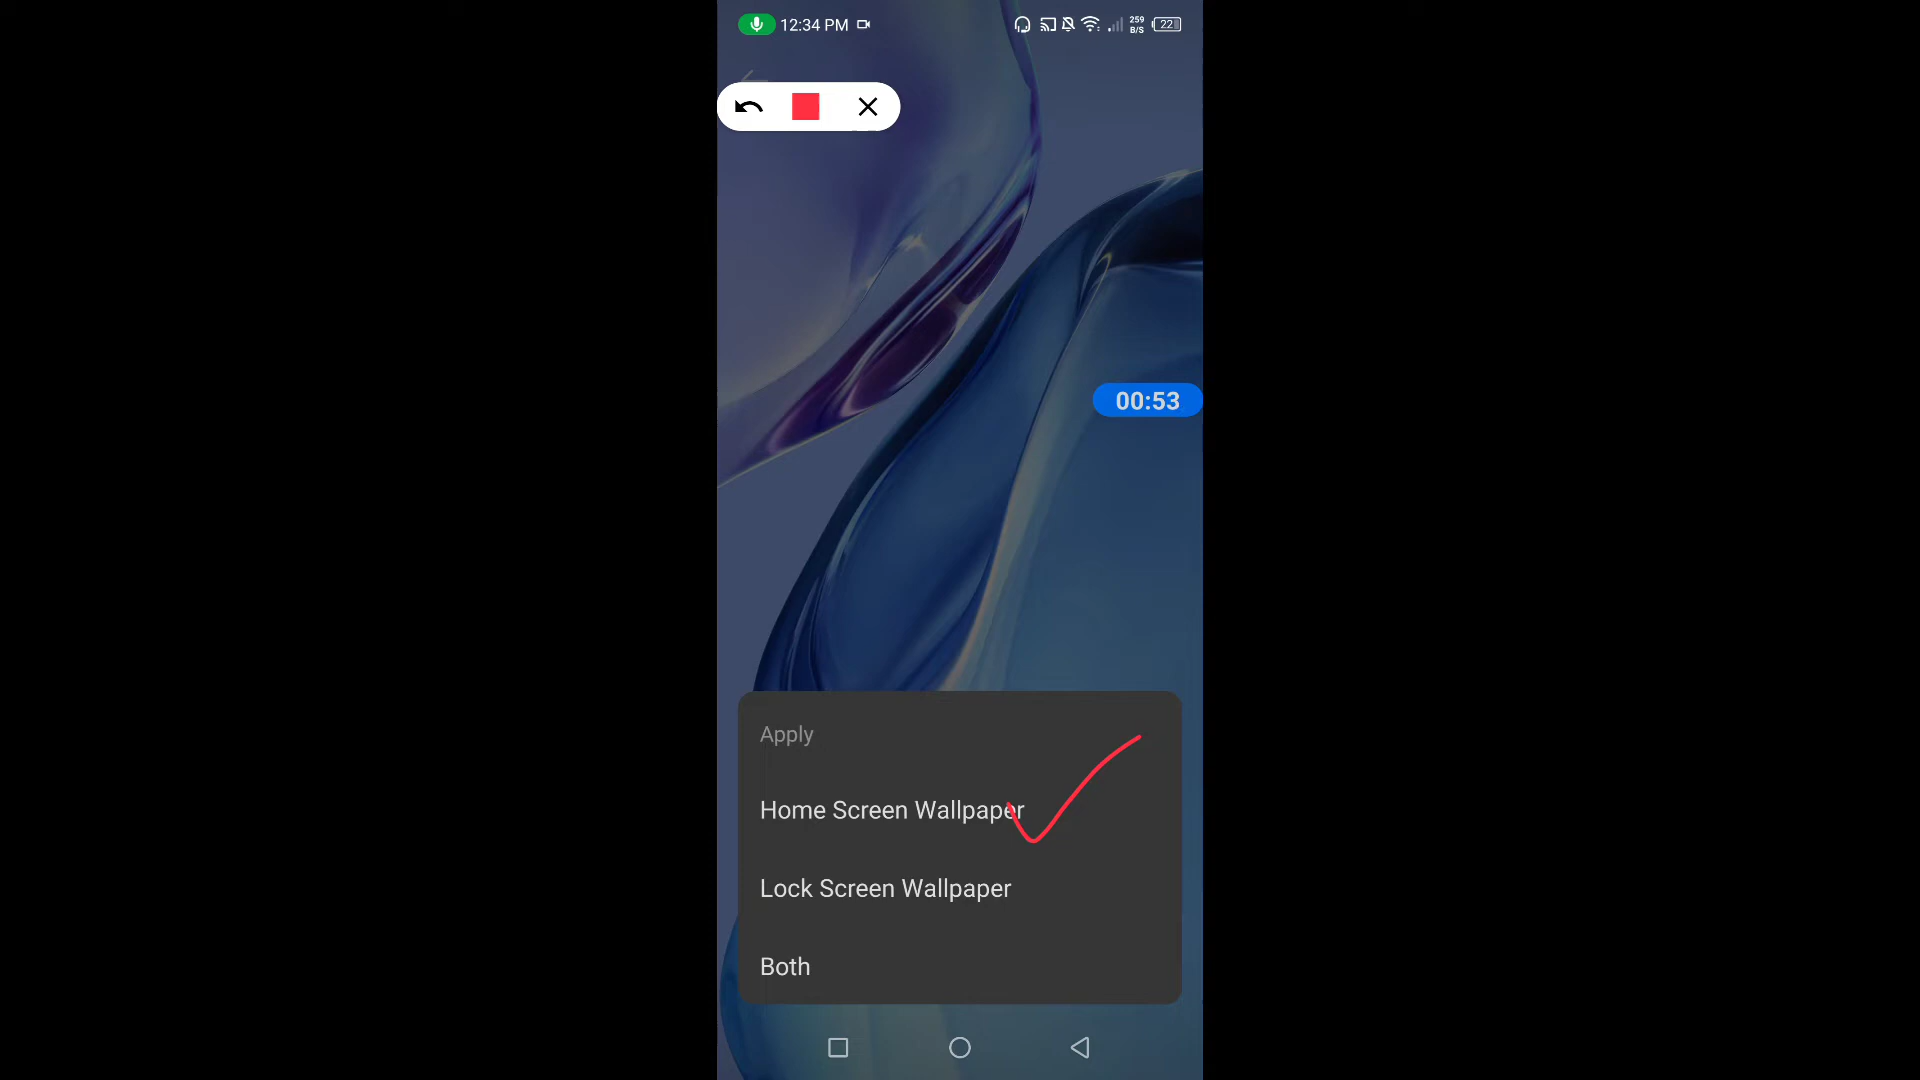 12:34 PM 259 B/S 22
00:53
Apply
Home Screen Wallpaper
Lock Screen Wallpaper
Both